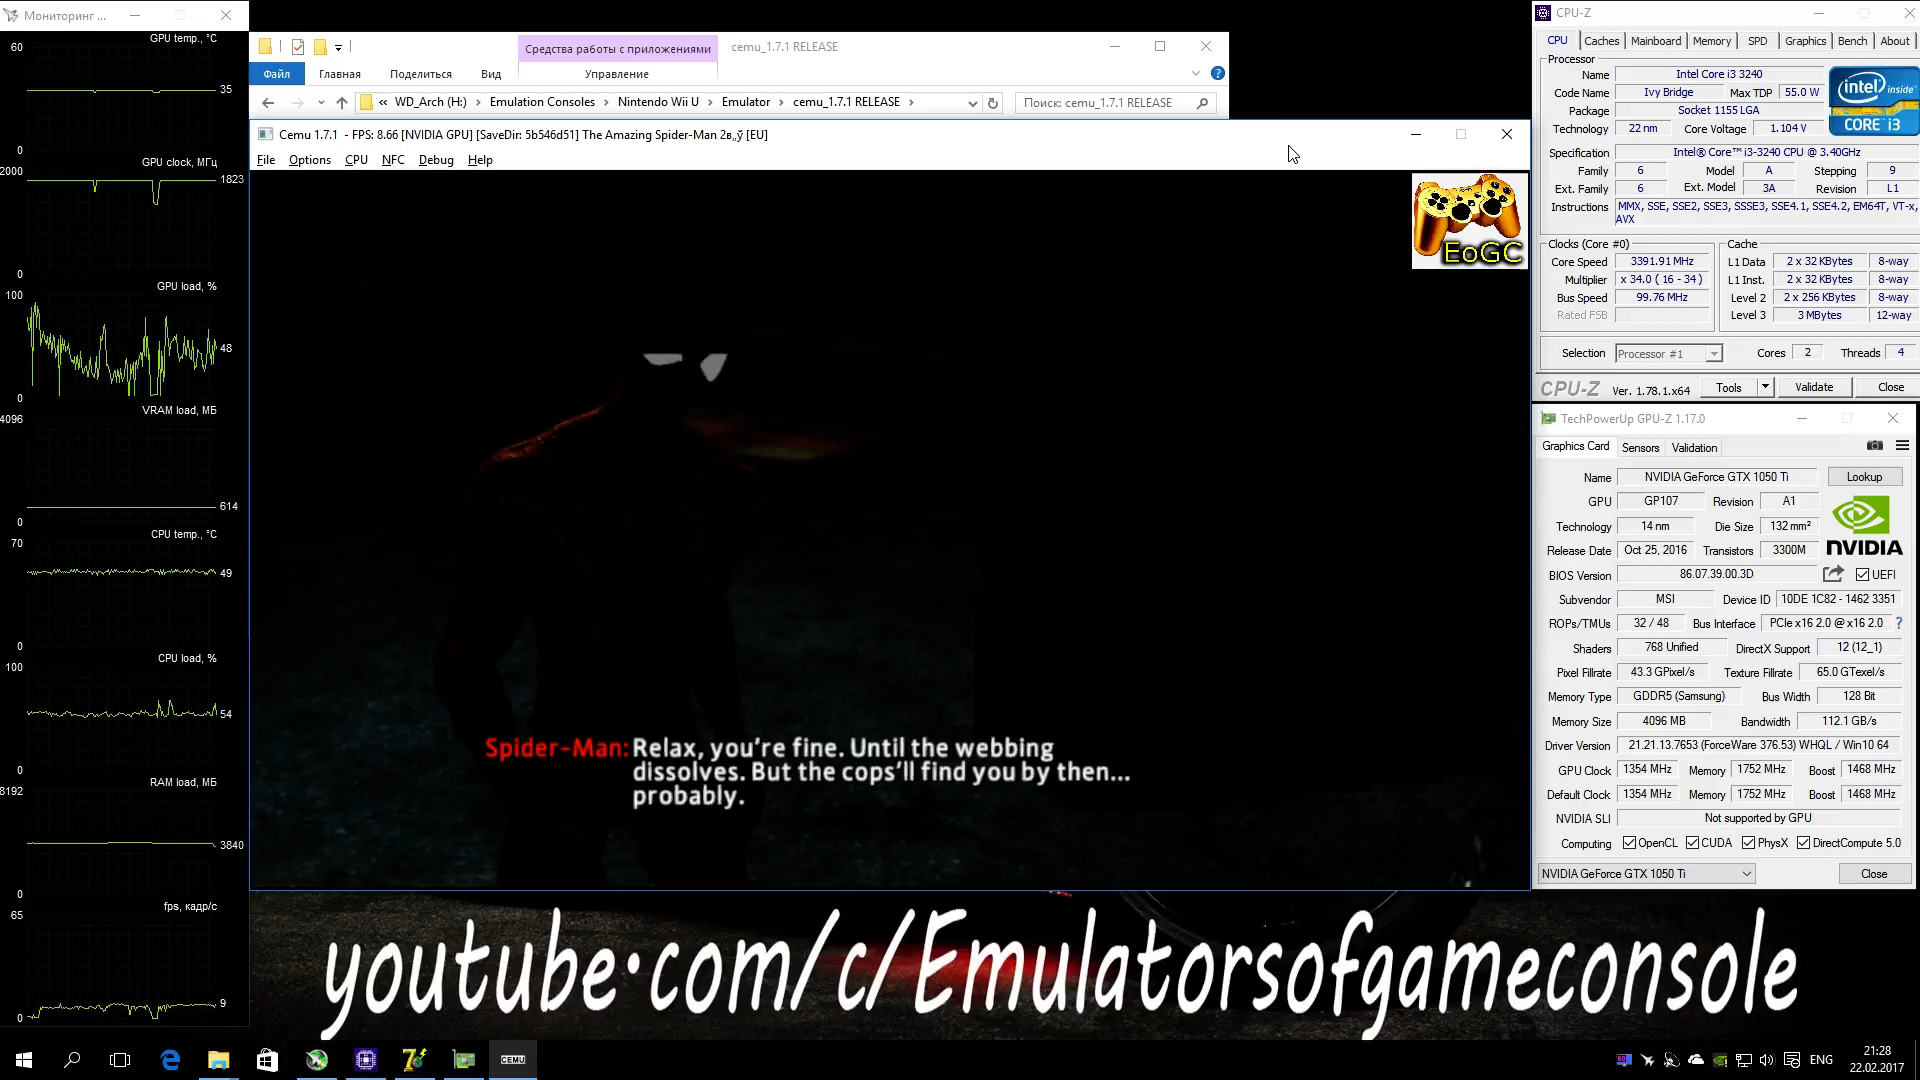 Мониторинг ...
GPU temp., °C
60
35
0
GPU clock, МГц
2000
1823
0
GPU load, %
100
48
0
VRAM load, МБ
4096
614
0
CPU temp., °C
70
49
0
CPU load, %
100
54
0
RAM load, МБ
8192
3840
0
fps, кадр/с
65
9
0
Средства работы с приложениями
cemu_1.7.1 RELEASE
Файл Главная Поделиться Вид Управление
« WD_Arch (H:) › Emulation Consoles › Nintendo Wii U › Emulator › cemu_1.7.1 RELEASE ›
Поиск: cemu_1.7.1 RELEASE
Cemu 1.7.1 - FPS: 8.66 [NVIDIA GPU] [SaveDir: 5b546d51] The Amazing Spider-Man 2в„ў [EU]
File Options CPU NFC Debug Help
EoGC
Spider-Man: Relax, you're fine. Until the webbing
dissolves. But the cops'll find you by then...
probably.
youtube.com/c/Emulatorsofgameconsole
CPU-Z
CPU Caches Mainboard Memory SPD Graphics Bench About
Processor
Name Intel Core i3 3240
Code Name Ivy Bridge Max TDP 55.0 W
Package Socket 1155 LGA
Technology 22 nm Core Voltage 1.104 V
intel inside™
CORE i3
Specification Intel® Core™ i3-3240 CPU @ 3.40GHz
Family 6 Model A Stepping 9
Ext. Family 6 Ext. Model 3A Revision L1
Instructions MMX, SSE, SSE2, SSE3, SSSE3, SSE4.1, SSE4.2, EM64T, VT-x,
AVX
Clocks (Core #0)
Core Speed 3391.91 MHz
Multiplier x 34.0 ( 16 - 34 )
Bus Speed 99.76 MHz
Rated FSB
Cache
L1 Data 2 x 32 KBytes 8-way
L1 Inst. 2 x 32 KBytes 8-way
Level 2 2 x 256 KBytes 8-way
Level 3 3 MBytes 12-way
Selection Processor #1 Cores 2 Threads 4
CPU-Z Ver. 1.78.1.x64 Tools Validate Close
TechPowerUp GPU-Z 1.17.0
Graphics Card Sensors Validation
Name NVIDIA GeForce GTX 1050 Ti Lookup
GPU GP107 Revision A1
Technology 14 nm Die Size 132 mm²
Release Date Oct 25, 2016 Transistors 3300M
NVIDIA
BIOS Version 86.07.39.00.3D UEFI
Subvendor MSI Device ID 10DE 1C82 - 1462 3351
ROPs/TMUs 32 / 48 Bus Interface PCIe x16 2.0 @ x16 2.0 ?
Shaders 768 Unified DirectX Support 12 (12_1)
Pixel Fillrate 43.3 GPixel/s Texture Fillrate 65.0 GTexel/s
Memory Type GDDR5 (Samsung) Bus Width 128 Bit
Memory Size 4096 MB Bandwidth 112.1 GB/s
Driver Version 21.21.13.7653 (ForceWare 376.53) WHQL / Win10 64
GPU Clock 1354 MHz Memory 1752 MHz Boost 1468 MHz
Default Clock 1354 MHz Memory 1752 MHz Boost 1468 MHz
NVIDIA SLI Not supported by GPU
Computing OpenCL CUDA PhysX DirectCompute 5.0
NVIDIA GeForce GTX 1050 Ti Close
CEMU
ENG
21:28
22.02.2017